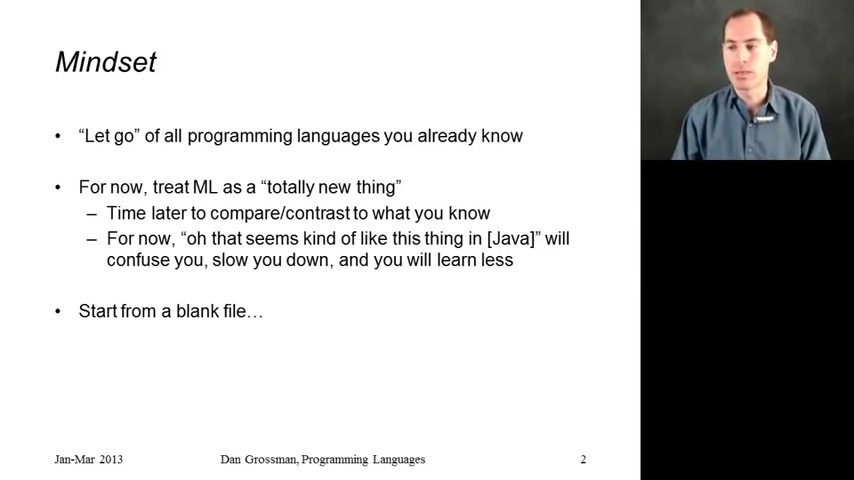 Mindset
• “Let go” of all programming languages you already know
• For now, treat ML as a “totally new thing”
– Time later to compare/contrast to what you know
– For now, “oh that seems kind of like this thing in [Java]” will
confuse you, slow you down, and you will learn less
• Start from a blank file…
Jan-Mar 2013 Dan Grossman, Programming Languages 2